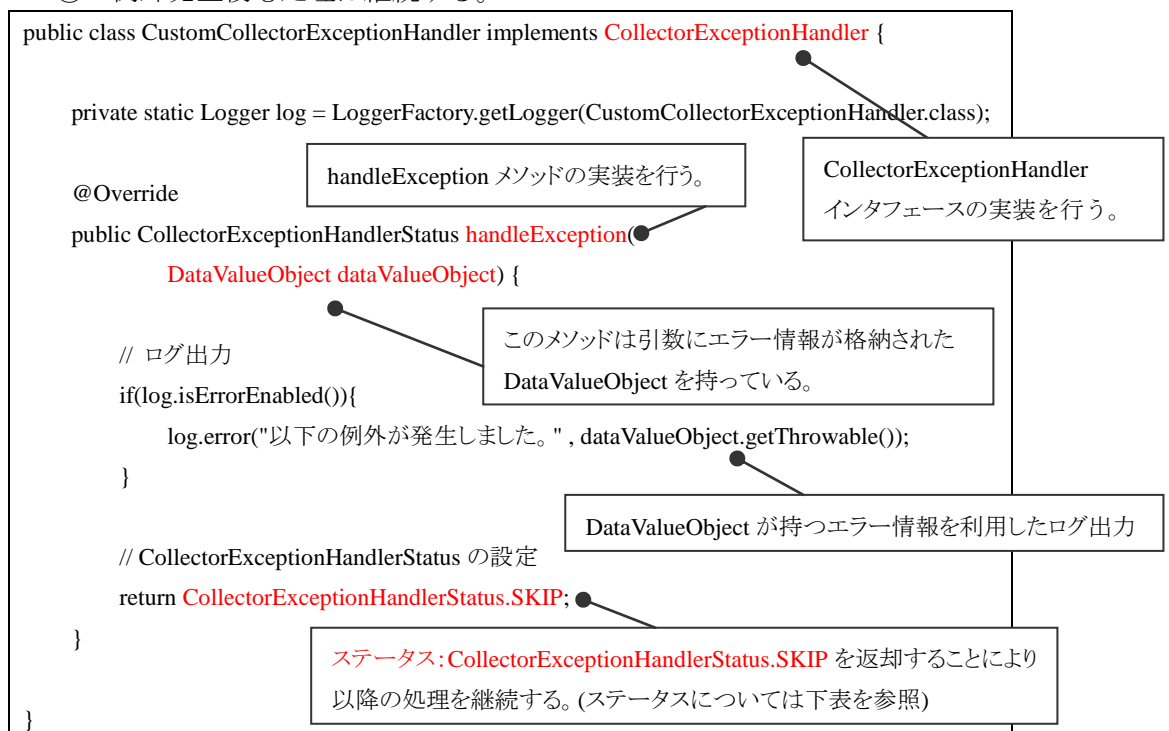 public class CustomCollectorExceptionHandler implements CollectorExceptionHandler {
private static Logger log = LoggerFactory.getLogger(CustomCollectorExceptionHandler.class);
handleException メソッドの実装を行う。
CollectorExceptionHandler
インタフェースの実装を行う。
@Override
public CollectorExceptionHandlerStatus handleException(
DataValueObject dataValueObject) {
このメソッドは引数にエラー情報が格納された
DataValueObject を持っている。
// ログ出力
if(log.isErrorEnabled()){
log.error("以下の例外が発生しました。" , dataValueObject.getThrowable());
}
DataValueObject が持つエラー情報を利用したログ出力
// CollectorExceptionHandlerStatus の設定
return CollectorExceptionHandlerStatus.SKIP;
}
ステータス:CollectorExceptionHandlerStatus.SKIP を返却することにより
以降の処理を継続する。(ステータスについては下表を参照)
}